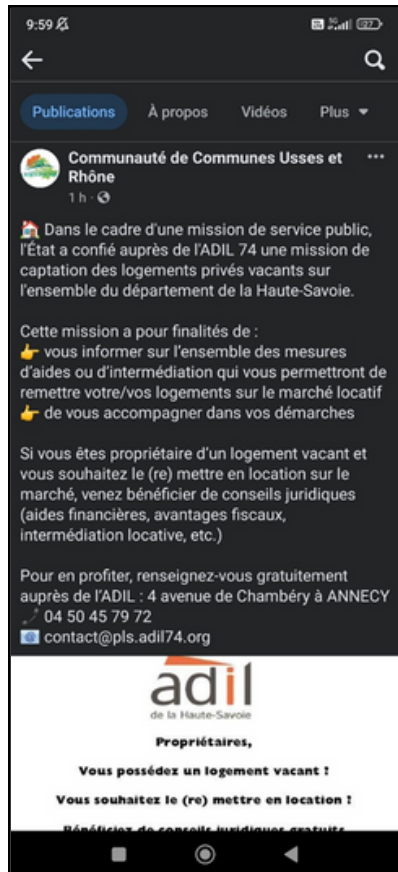 9:59
5G
27
Publications
À propos
Vidéos
Plus
Communauté de Communes Usses et
Rhône
1 h
Dans le cadre d'une mission de service public,
l'État a confié auprès de l'ADIL 74 une mission de
captation des logements privés vacants sur
l'ensemble du département de la Haute-Savoie.
Cette mission a pour finalités de :
👉 vous informer sur l'ensemble des mesures
d'aides ou d'intermédiation qui vous permettront de
remettre votre/vos logements sur le marché locatif
👉 de vous accompagner dans vos démarches
Si vous êtes propriétaire d'un logement vacant et
vous souhaitez le (re) mettre en location sur le
marché, venez bénéficier de conseils juridiques
(aides financières, avantages fiscaux,
intermédiation locative, etc.)
Pour en profiter, renseignez-vous gratuitement
auprès de l'ADIL : 4 avenue de Chambéry à ANNECY
04 50 45 79 72
contact@pls.adil74.org
adil
de la Haute-Savoie
Propriétaires,
Vous possédez un logement vacant ?
Vous souhaitez le (re) mettre en location ?
Bénéficiez de conseils juridiques gratuits